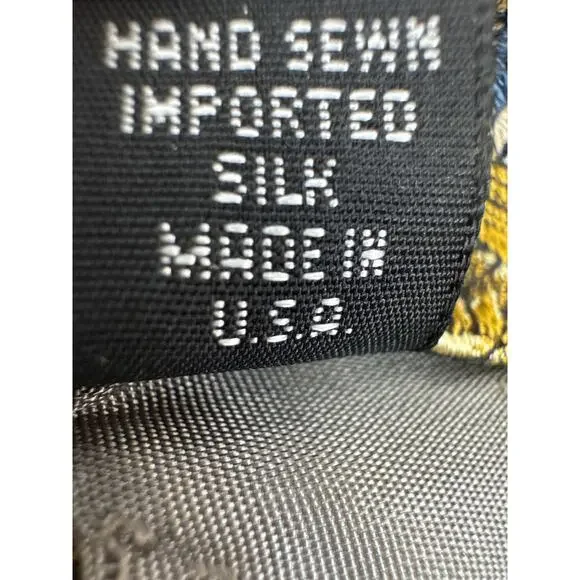 HAND SEWN
IMPORTED
SILK
MADE IN
U.S.A.